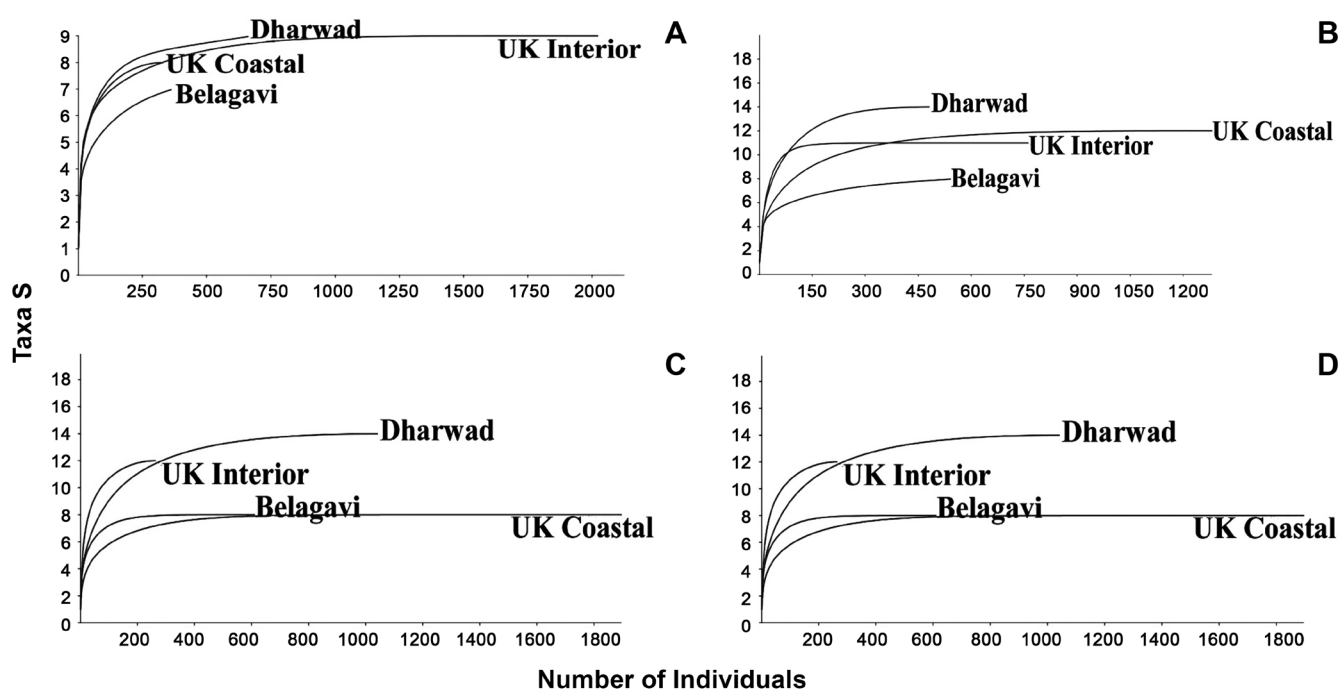 A
9
8
7
6
5
4
3
2
1
0
Dharwad
UK Interior
UK Coastal
Belagavi
250 500 750 1000 1250 1500 1750 2000
B
18
16
14
12
10
8
6
4
2
0
Dharwad
UK Coastal
UK Interior
Belagavi
150 300 450 600 750 900 1050 1200
Taxa S
C
18
16
14
12
10
8
6
4
2
0
Dharwad
UK Interior
Belagavi
UK Coastal
200 400 600 800 1000 1200 1400 1600 1800
D
18
16
14
12
10
8
6
4
2
0
Dharwad
UK Interior
Belagavi
UK Coastal
200 400 600 800 1000 1200 1400 1600 1800
Number of Individuals